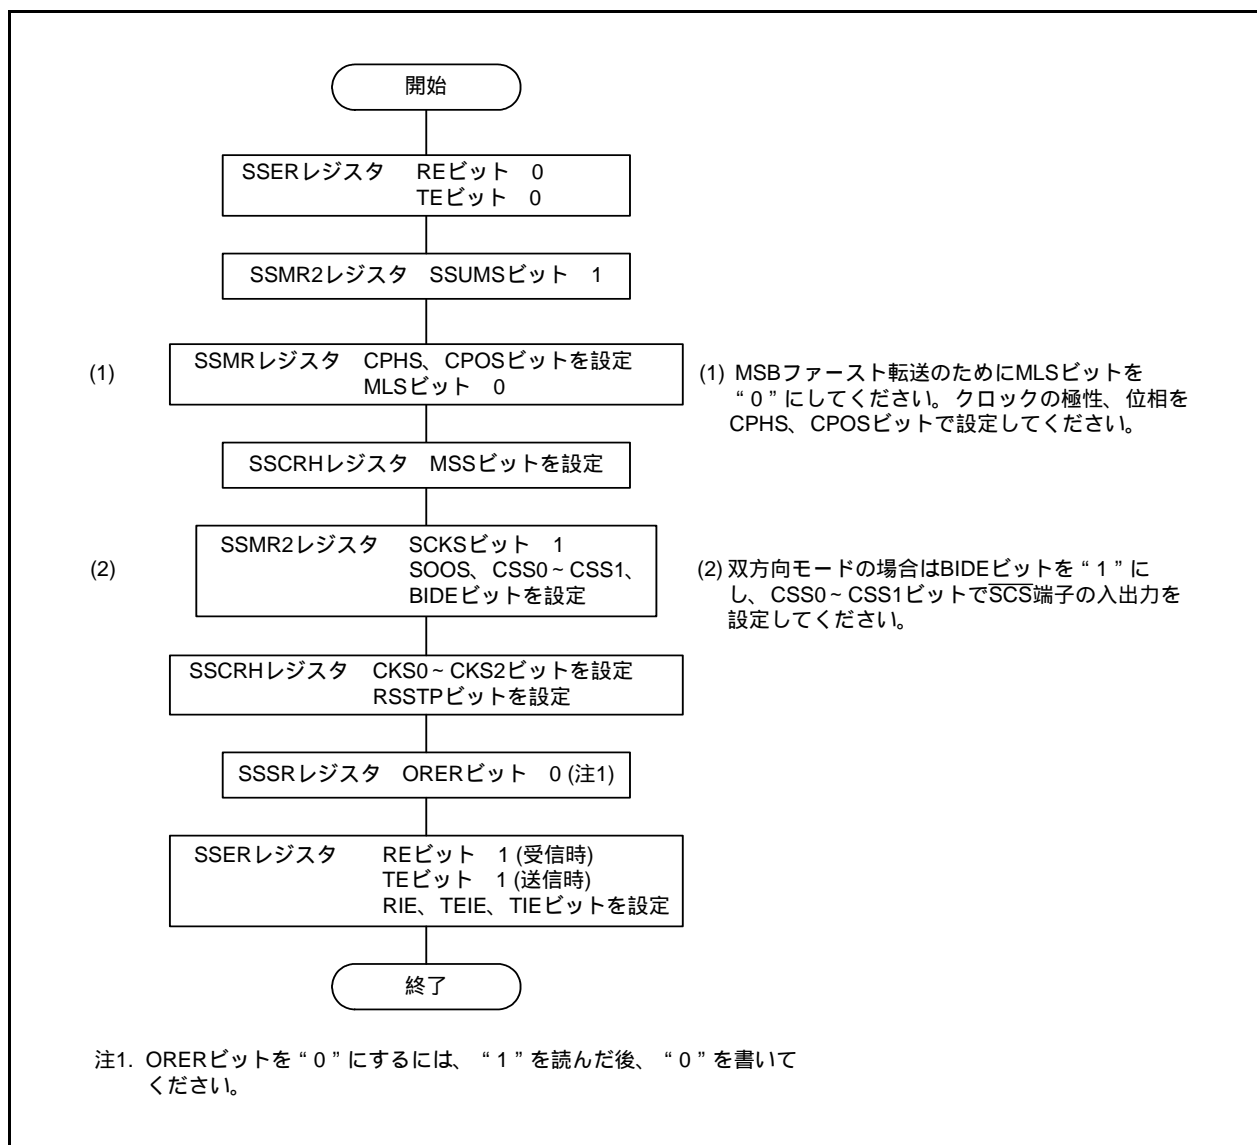 開始
SSERレジスタ REビット 0
TEビット 0
SSMR2レジスタ SSUMSビット 1
(1)
SSMRレジスタ CPHS、CPOSビットを設定
MLSビット 0
(1) MSBファースト転送のためにMLSビットを
“0”にしてください。クロックの極性、位相を
CPHS、CPOSビットで設定してください。
SSCRHレジスタ MSSビットを設定
(2)
SSMR2レジスタ SCKSビット 1
SOOS、CSS0~CSS1、
BIDEビットを設定
(2) 双方向モードの場合はBIDEビットを“1”に
し、CSS0~CSS1ビットでSCS端子の入出力を
設定してください。
SSCRHレジスタ CKS0~CKS2ビットを設定
RSSTPビットを設定
SSSRレジスタ ORERビット 0 (注1)
SSERレジスタ REビット 1 (受信時)
TEビット 1 (送信時)
RIE、TEIE、TIEビットを設定
終了
注1. ORERビットを“0”にするには、“1”を読んだ後、“0”を書いて
ください。